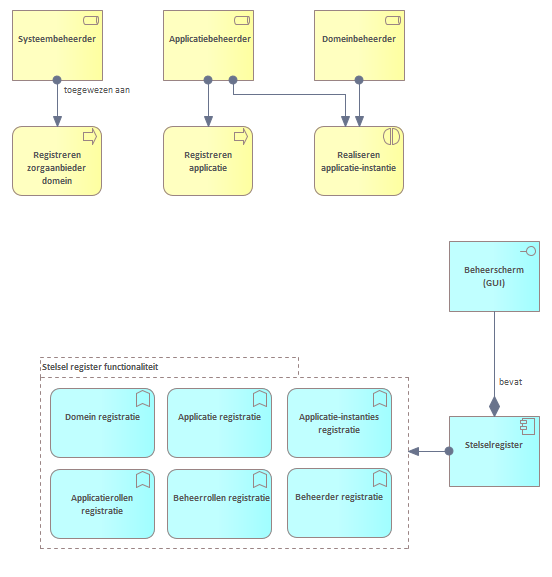 Systeembeheerder
Applicatiebeheerder
Domeinbeheerder
toegewezen aan
Registreren
zorgaanbieder
domein
Registreren
applicatie
Realiseren
applicatie-instantie
Beheerscherm
(GUI)
bevat
Stelsel register functionaliteit
Domein registratie
Applicatie registratie
Applicatie-instanties
registratie
Stelselregister
Applicatierollen
registratie
Beheerrollen registratie
Beheerder registratie